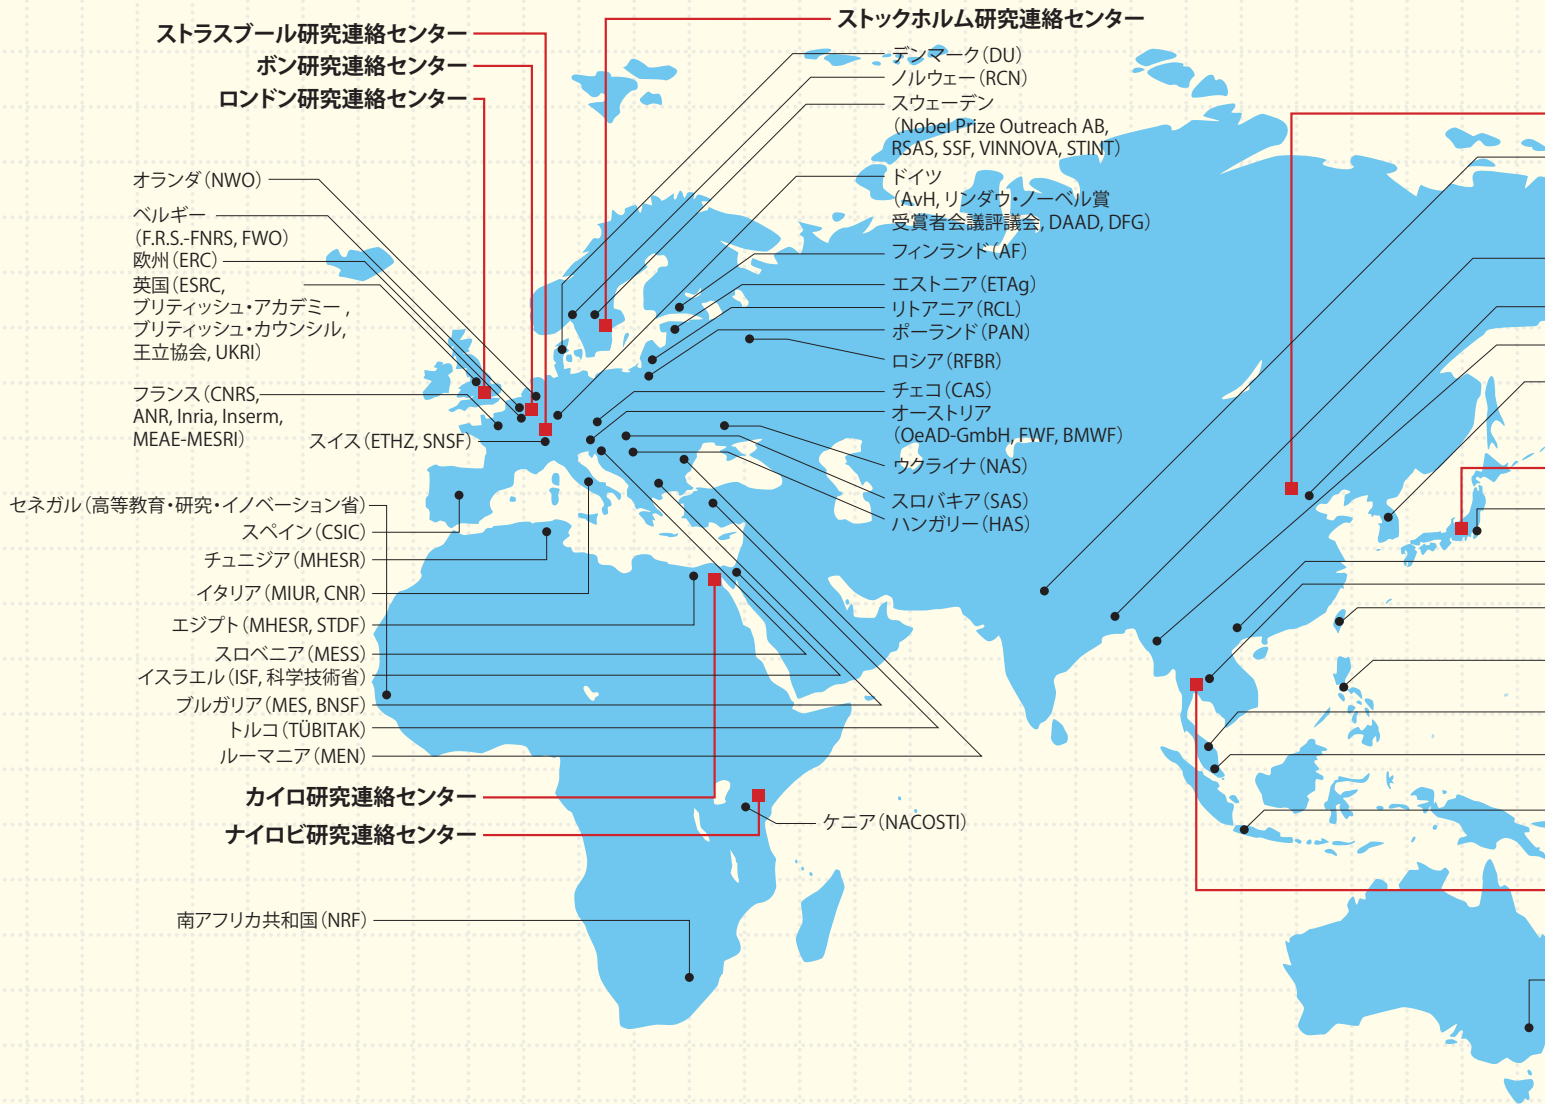 ストラスブール研究連絡センター
ボン研究連絡センター
ロンドン研究連絡センター
ストックホルム研究連絡センター
デンマーク(DU)
ノルウェー(RCN)
スウェーデン
(Nobel Prize Outreach AB,
RSAS, SSF, VINNOVA, STINT)
ドイツ
(AvH, リンダウ・ノーベル賞
受賞者会議評議会, DAAD, DFG)
フィンランド(AF)
エストニア(ETAg)
リトアニア(RCL)
ポーランド(PAN)
ロシア(RFBR)
チェコ(CAS)
オーストリア
(OeAD-GmbH, FWF, BMWF)
ウクライナ(NAS)
スロバキア(SAS)
ハンガリー(HAS)
オランダ(NWO)
ベルギー
(F.R.S.-FNRS, FWO)
欧州(ERC)
英国(ESRC,
ブリティッシュ・アカデミー,
ブリティッシュ・カウンシル,
王立協会, UKRI)
フランス(CNRS,
ANR, Inria, Inserm,
MEAE-MESRI)
スイス(ETHZ, SNSF)
セネガル(高等教育・研究・イノベーション省)
スペイン(CSIC)
チュニジア(MHESR)
イタリア(MIUR, CNR)
エジプト(MHESR, STDF)
スロベニア(MESS)
イスラエル(ISF, 科学技術省)
ブルガリア(MES, BNSF)
トルコ(TÜBITAK)
ルーマニア(MEN)
カイロ研究連絡センター
ナイロビ研究連絡センター
ケニア(NACOSTI)
南アフリカ共和国(NRF)